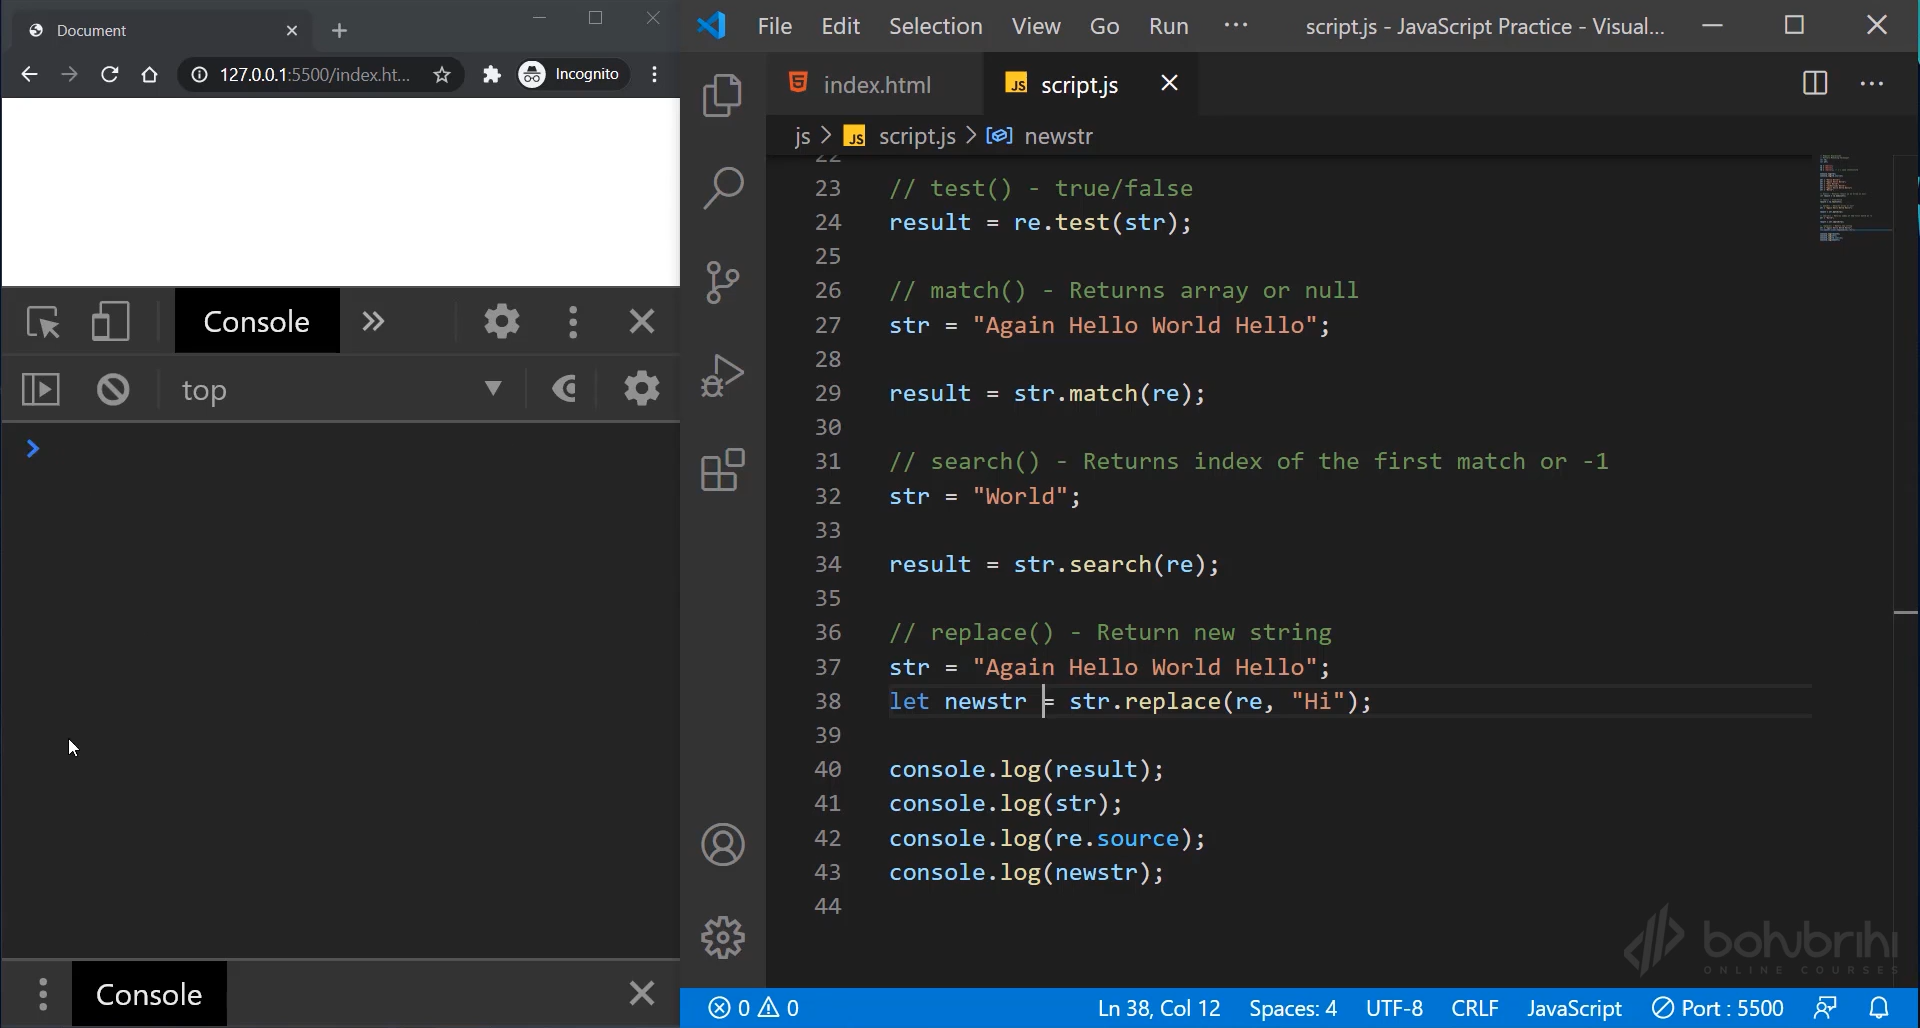 Document
127.0.0.1:5500/index.ht...
Incognito
Console
top
Console
File Edit Selection View Go Run ···
script.js - JavaScript Practice - Visual...
index.html
JS script.js
js > JS script.js > newstr
22
23 // test() - true/false
24 result = re.test(str);
25
26 // match() - Returns array or null
27 str = "Again Hello World Hello";
28
29 result = str.match(re);
30
31 // search() - Returns index of the first match or -1
32 str = "World";
33
34 result = str.search(re);
35
36 // replace() - Return new string
37 str = "Again Hello World Hello";
38 let newstr = str.replace(re, "Hi");
39
40 console.log(result);
41 console.log(str);
42 console.log(re.source);
43 console.log(newstr);
44
bohubrihi
ONLINE COURSES
0 0 Ln 38, Col 12 Spaces: 4 UTF-8 CRLF JavaScript Port : 5500